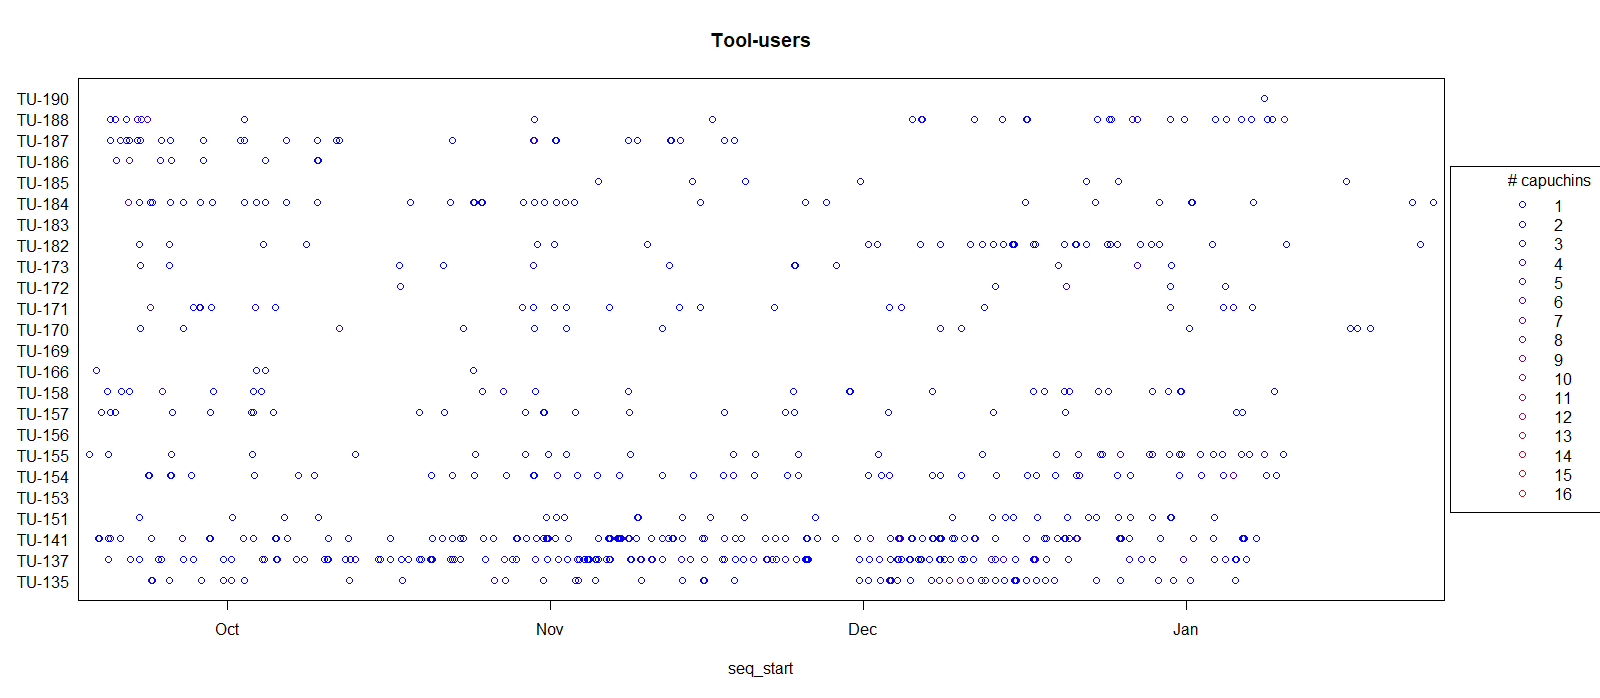 Tool-users
TU-190
TU-188
TU-187
TU-186
TU-185
TU-184
TU-183
TU-182
TU-173
TU-172
TU-171
TU-170
TU-169
TU-166
TU-158
TU-157
TU-156
TU-155
TU-154
TU-153
TU-151
TU-141
TU-137
TU-135
Oct Nov Dec Jan
seq_start
# capuchins
1
2
3
4
5
6
7
8
9
10
11
12
13
14
15
16